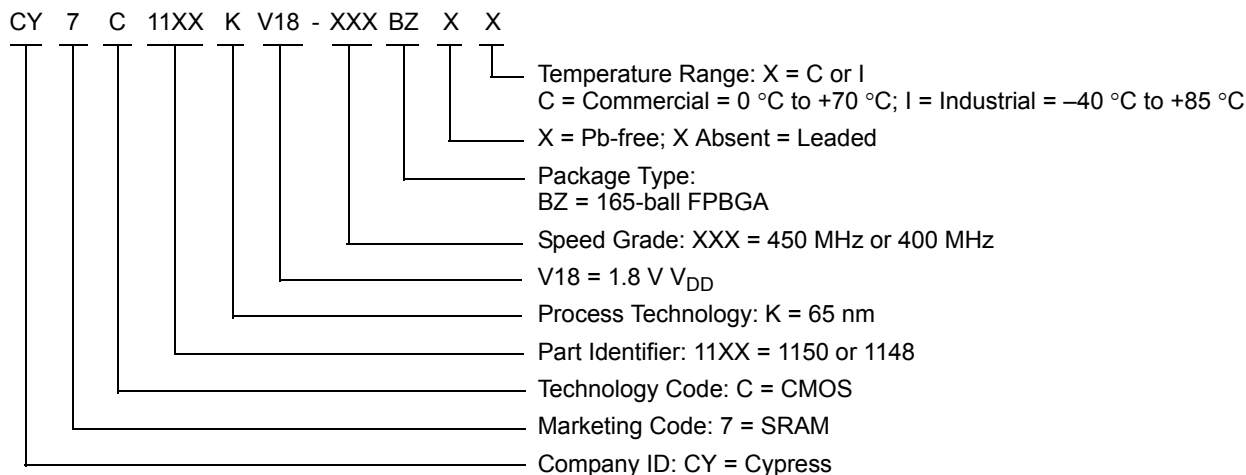 CY 7 C 11XX K V18 - XXX BZ X X
Temperature Range: X = C or I
C = Commercial = 0 °C to +70 °C; I = Industrial = –40 °C to +85 °C
X = Pb-free; X Absent = Leaded
Package Type:
BZ = 165-ball FPBGA
Speed Grade: XXX = 450 MHz or 400 MHz
V18 = 1.8 V VDD
Process Technology: K = 65 nm
Part Identifier: 11XX = 1150 or 1148
Technology Code: C = CMOS
Marketing Code: 7 = SRAM
Company ID: CY = Cypress